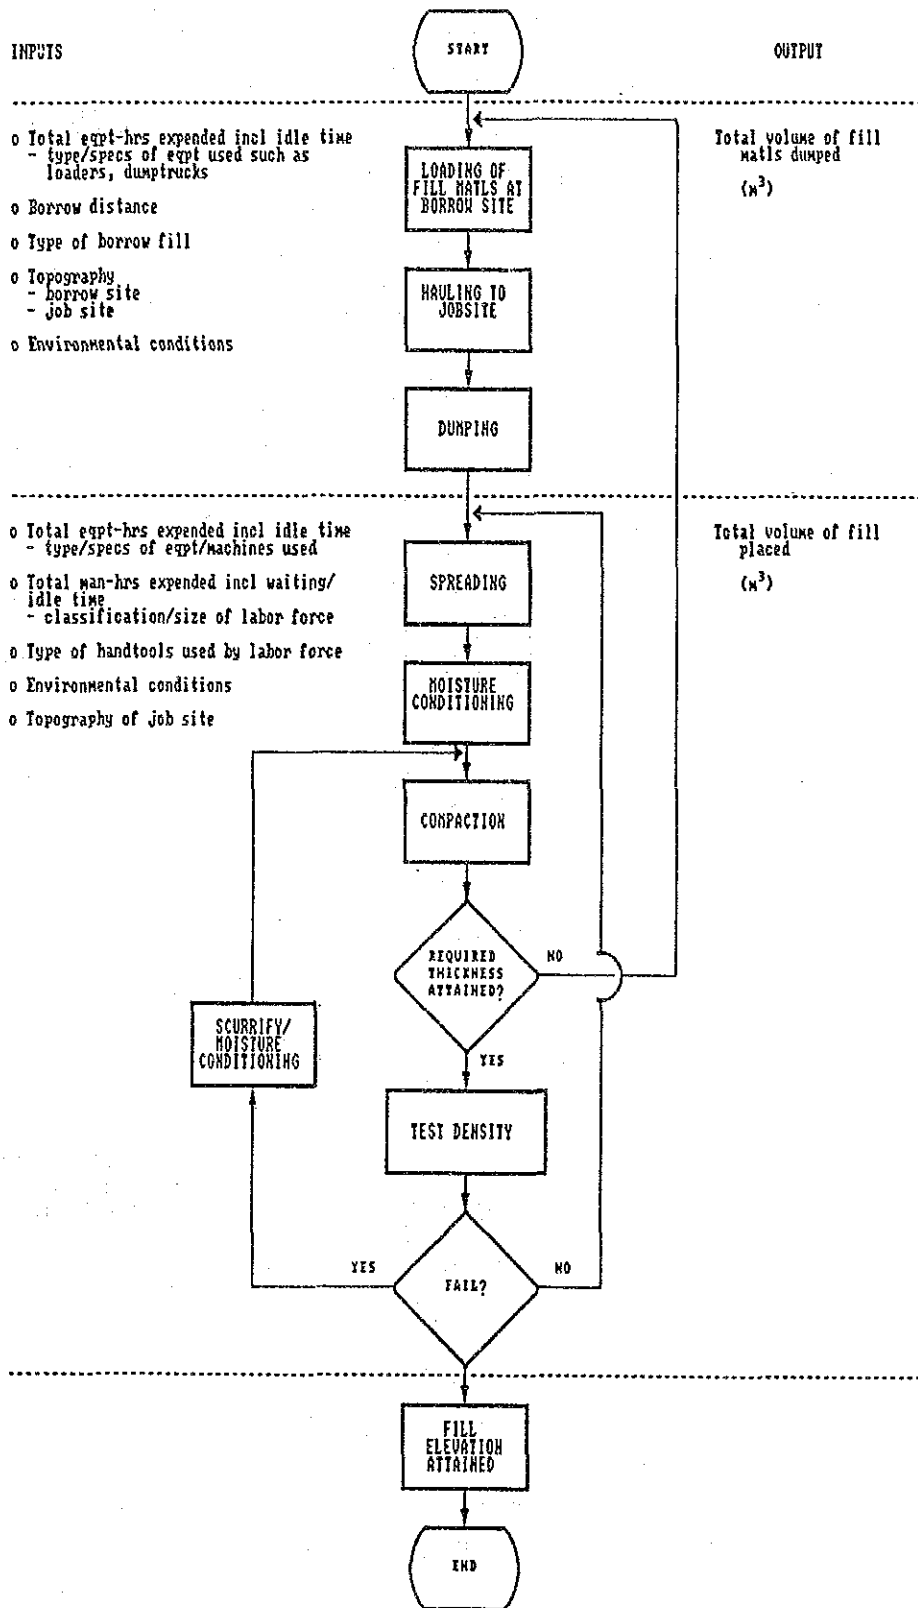 INPUTS
START
OUTPUT
o Total eqpt-hrs expended incl idle time
- type/specs of eqpt used such as
loaders, dumptrucks
o Borrow distance
o Type of borrow fill
o Topography
- borrow site
- job site
o Environmental conditions
LOADING OF
FILL MATLS AT
BORROW SITE
HAULING TO
JOBSITE
DUMPING
Total volume of fill
matls dumped
(M³)
o Total eqpt-hrs expended incl idle time
- type/specs of eqpt/machines used
o Total man-hrs expended incl waiting/
idle time
- classification/size of labor force
o Type of handtools used by labor force
o Environmental conditions
o Topography of job site
SPREADING
MOISTURE
CONDITIONING
COMPACTION
Total volume of fill
placed
(M³)
REQUIRED
THICKNESS
ATTAINED?
NO
YES
SCURRIFY/
MOISTURE
CONDITIONING
TEST DENSITY
YES
FAIL?
NO
FILL
ELEVATION
ATTAINED
END